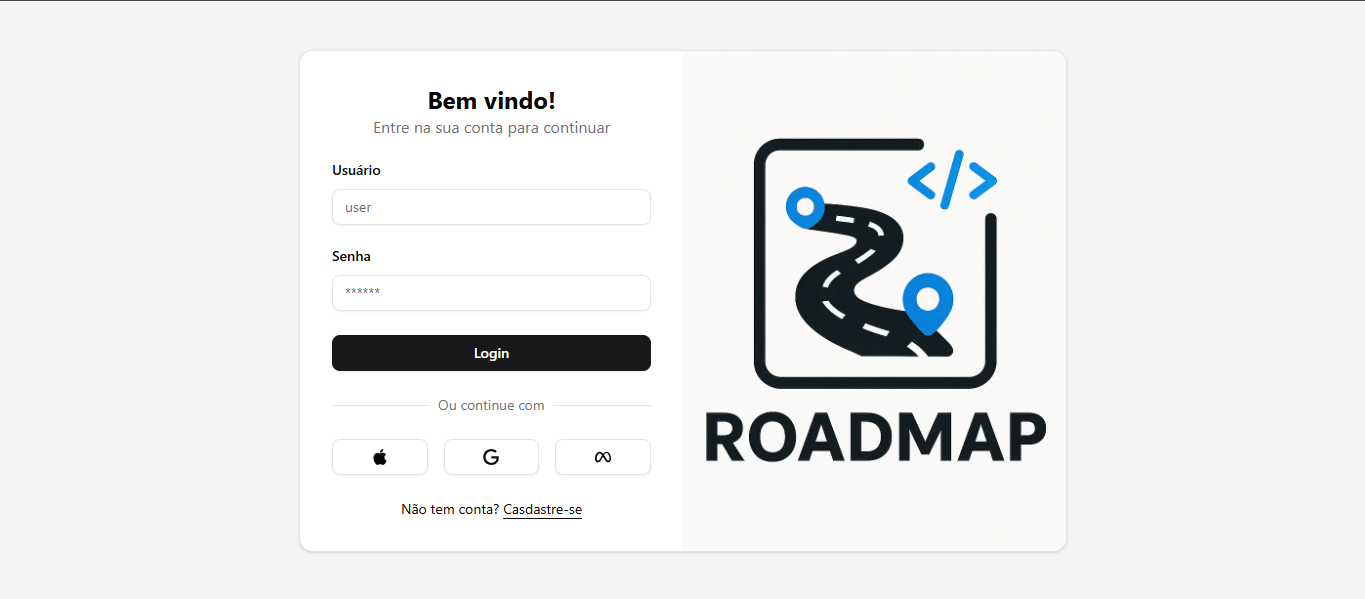 Bem vindo!
Entre na sua conta para continuar
Usuário
user
Senha
******
Login
Ou continue com
Não tem conta? Casdastre-se
</>
ROADMAP